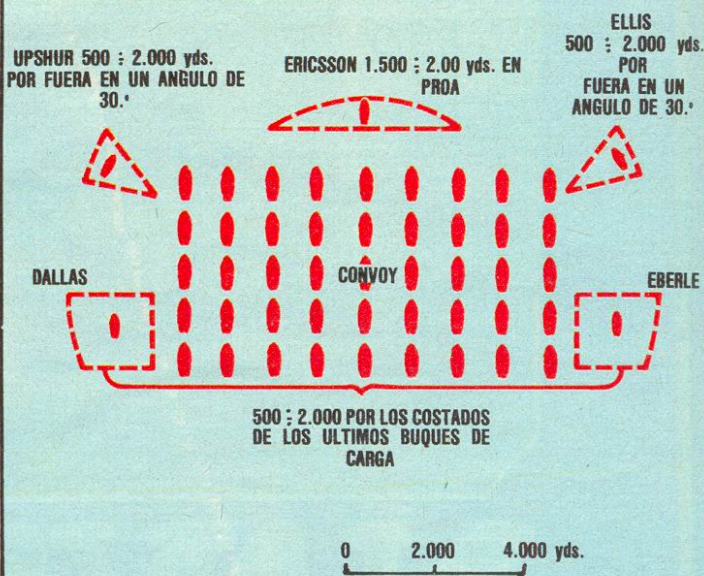 UPSHUR 500 ÷ 2.000 yds.
POR FUERA EN UN ANGULO DE
30.°
ERICSSON 1.500 ÷ 2.00 yds. EN
PROA
ELLIS
500 ÷ 2.000 yds.
POR
FUERA EN UN
ANGULO DE 30.°
DALLAS
CONVOY
EBERLE
500 ÷ 2.000 POR LOS COSTADOS
DE LOS ULTIMOS BUQUES DE
CARGA
0 2.000 4.000 yds.